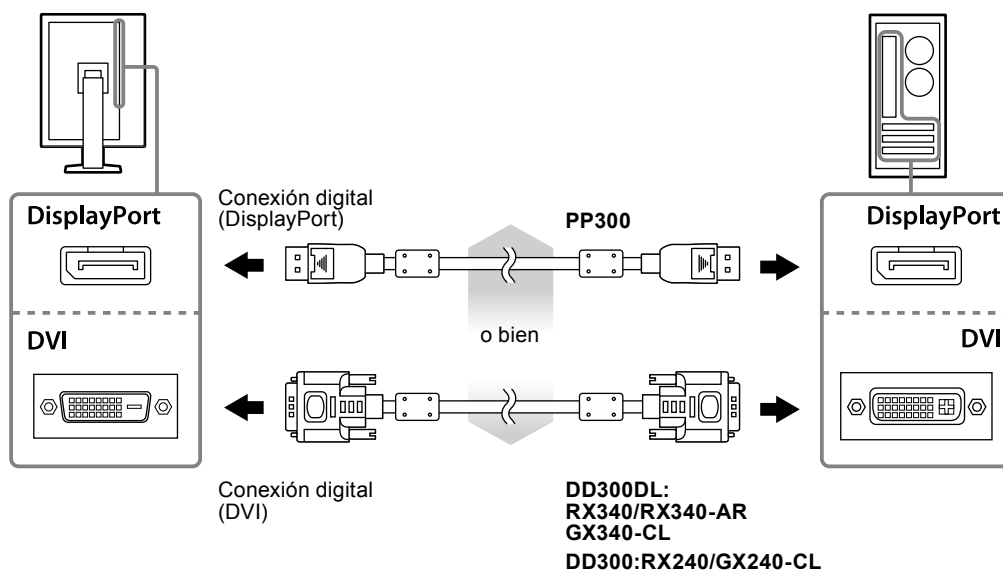 DisplayPort
DVI
Conexión digital
(DisplayPort)
PP300
o bien
Conexión digital
(DVI)
DD300DL:
RX340/RX340-AR
GX340-CL
DD300:RX240/GX240-CL
DisplayPort
DVI